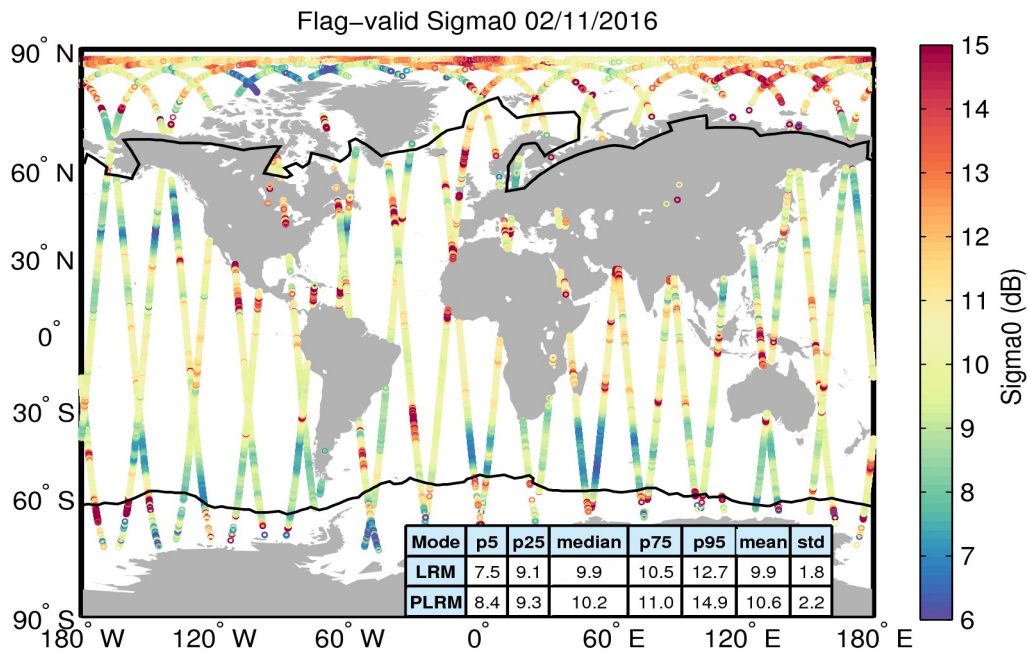 Flag-valid Sigma0 02/11/2016
90° N
60° N
30° N
0°
30° S
60° S
90° S
180° W
120° W
60° W
0°
60° E
120° E
180° E
Mode p5 p25 median p75 p95 mean std
LRM 7.5 9.1 9.9 10.5 12.7 9.9 1.8
PLRM 8.4 9.3 10.2 11.0 14.9 10.6 2.2
15
14
13
12
11
10
9
8
7
6
Sigma0 (dB)